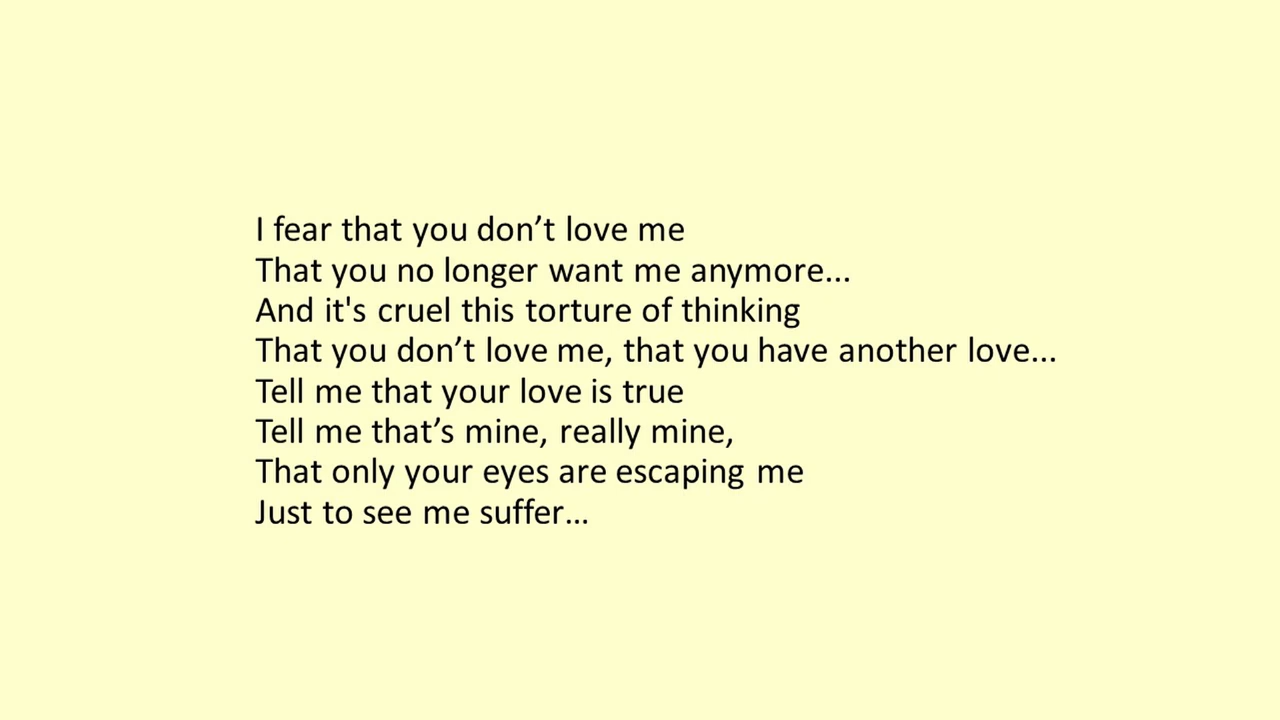 I fear that you don’t love me
That you no longer want me anymore...
And it's cruel this torture of thinking
That you don’t love me, that you have another love...
Tell me that your love is true
Tell me that’s mine, really mine,
That only your eyes are escaping me
Just to see me suffer…